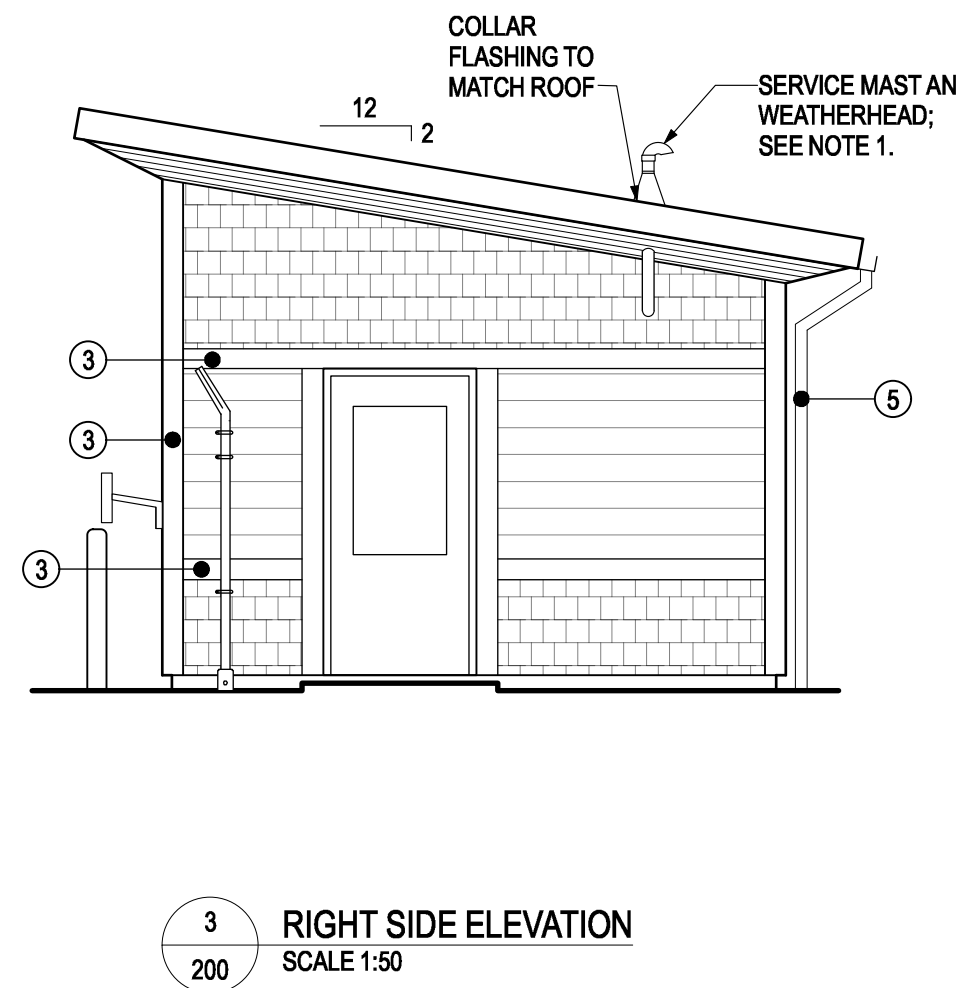 COLLAR
FLASHING TO
MATCH ROOF
SERVICE MAST AN
WEATHERHEAD;
SEE NOTE 1.
12
2
3
3
5
3
3
200
RIGHT SIDE ELEVATION
SCALE 1:50